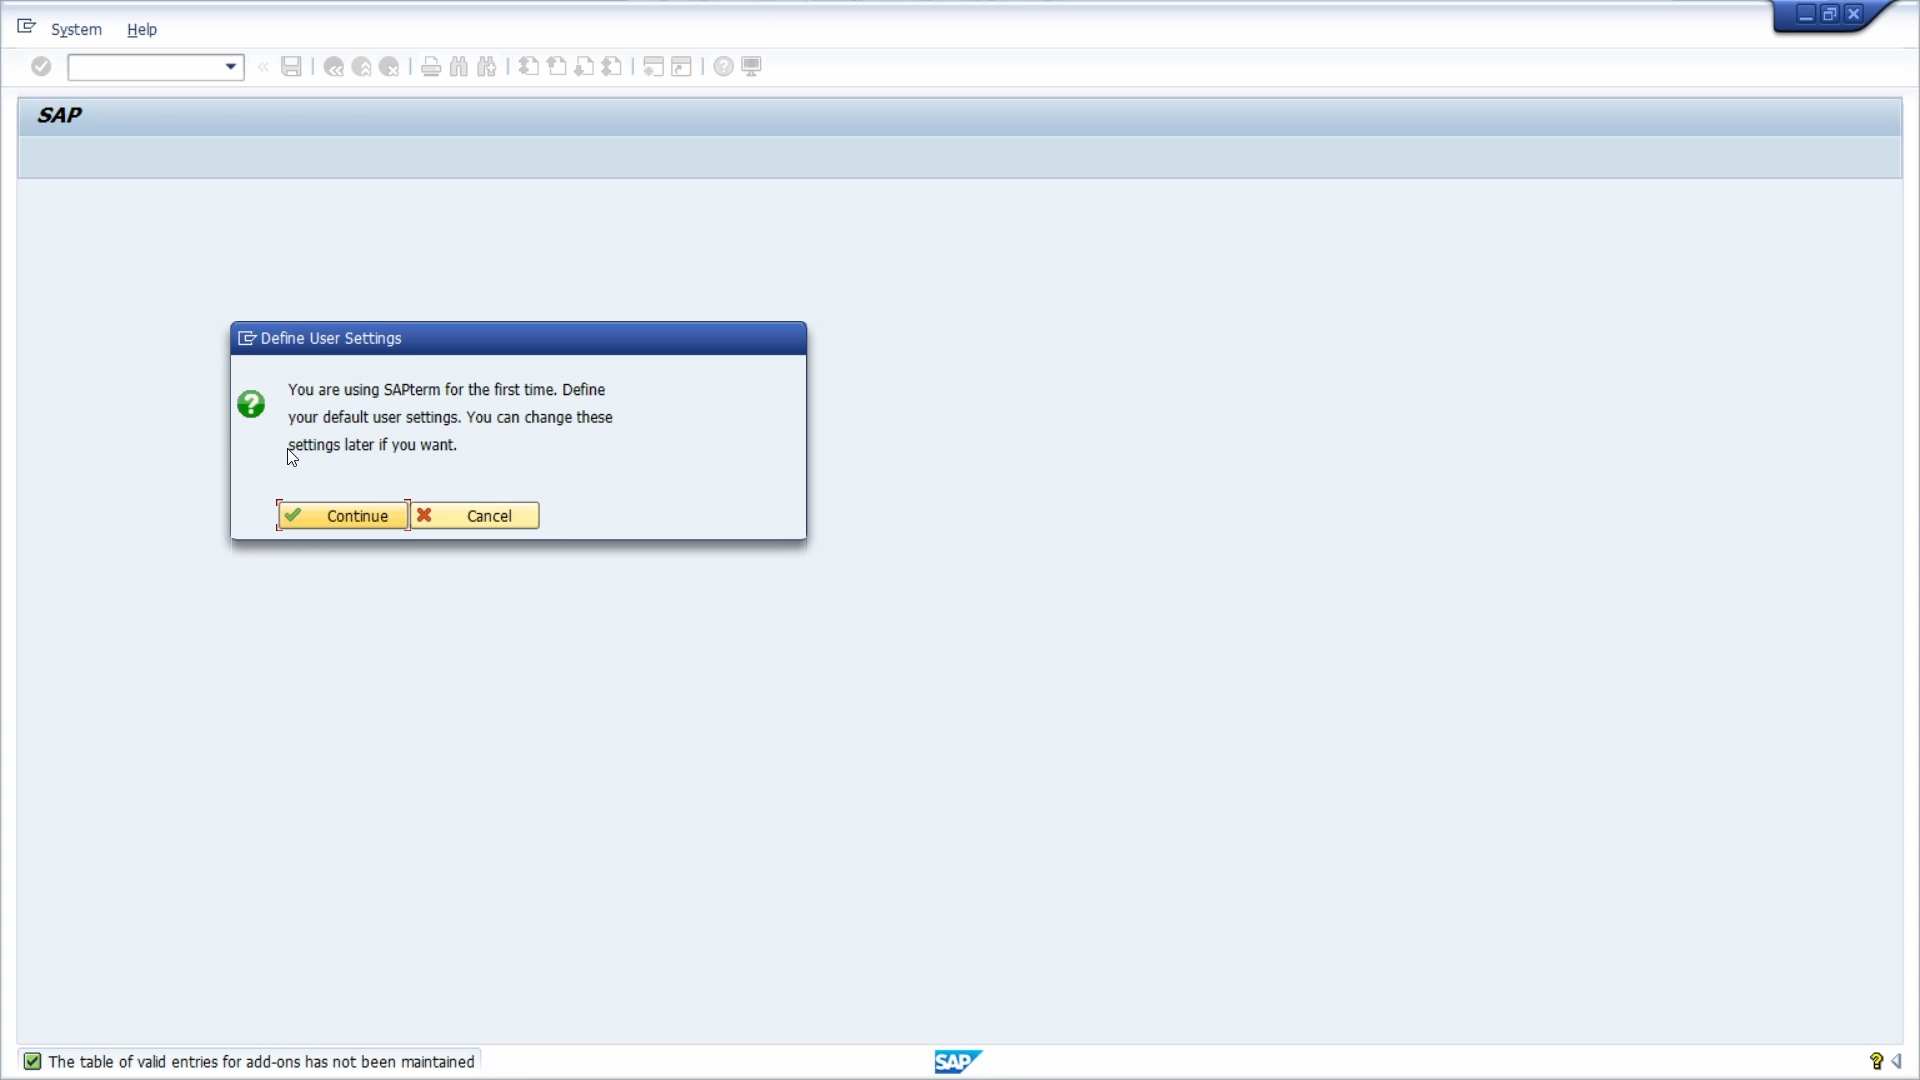 System Help
SAP
Define User Settings
You are using SAPterm for the first time. Define
your default user settings. You can change these
settings later if you want.
Continue Cancel
The table of valid entries for add-ons has not been maintained
SAP